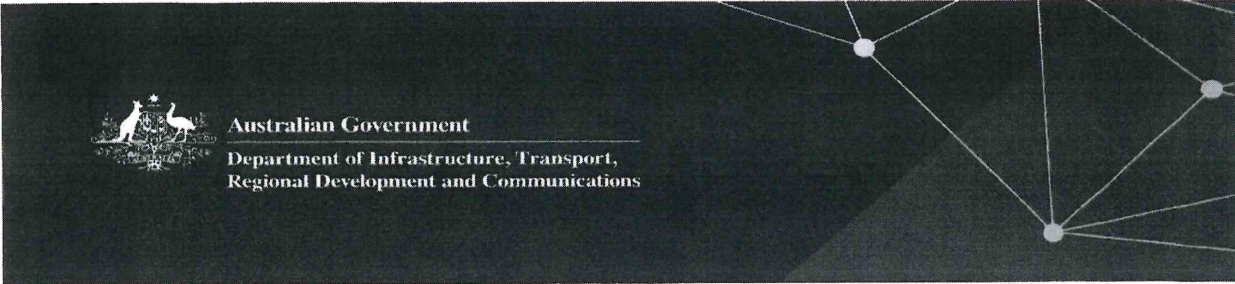 Australian Government
Department of Infrastructure, Transport,
Regional Development and Communications